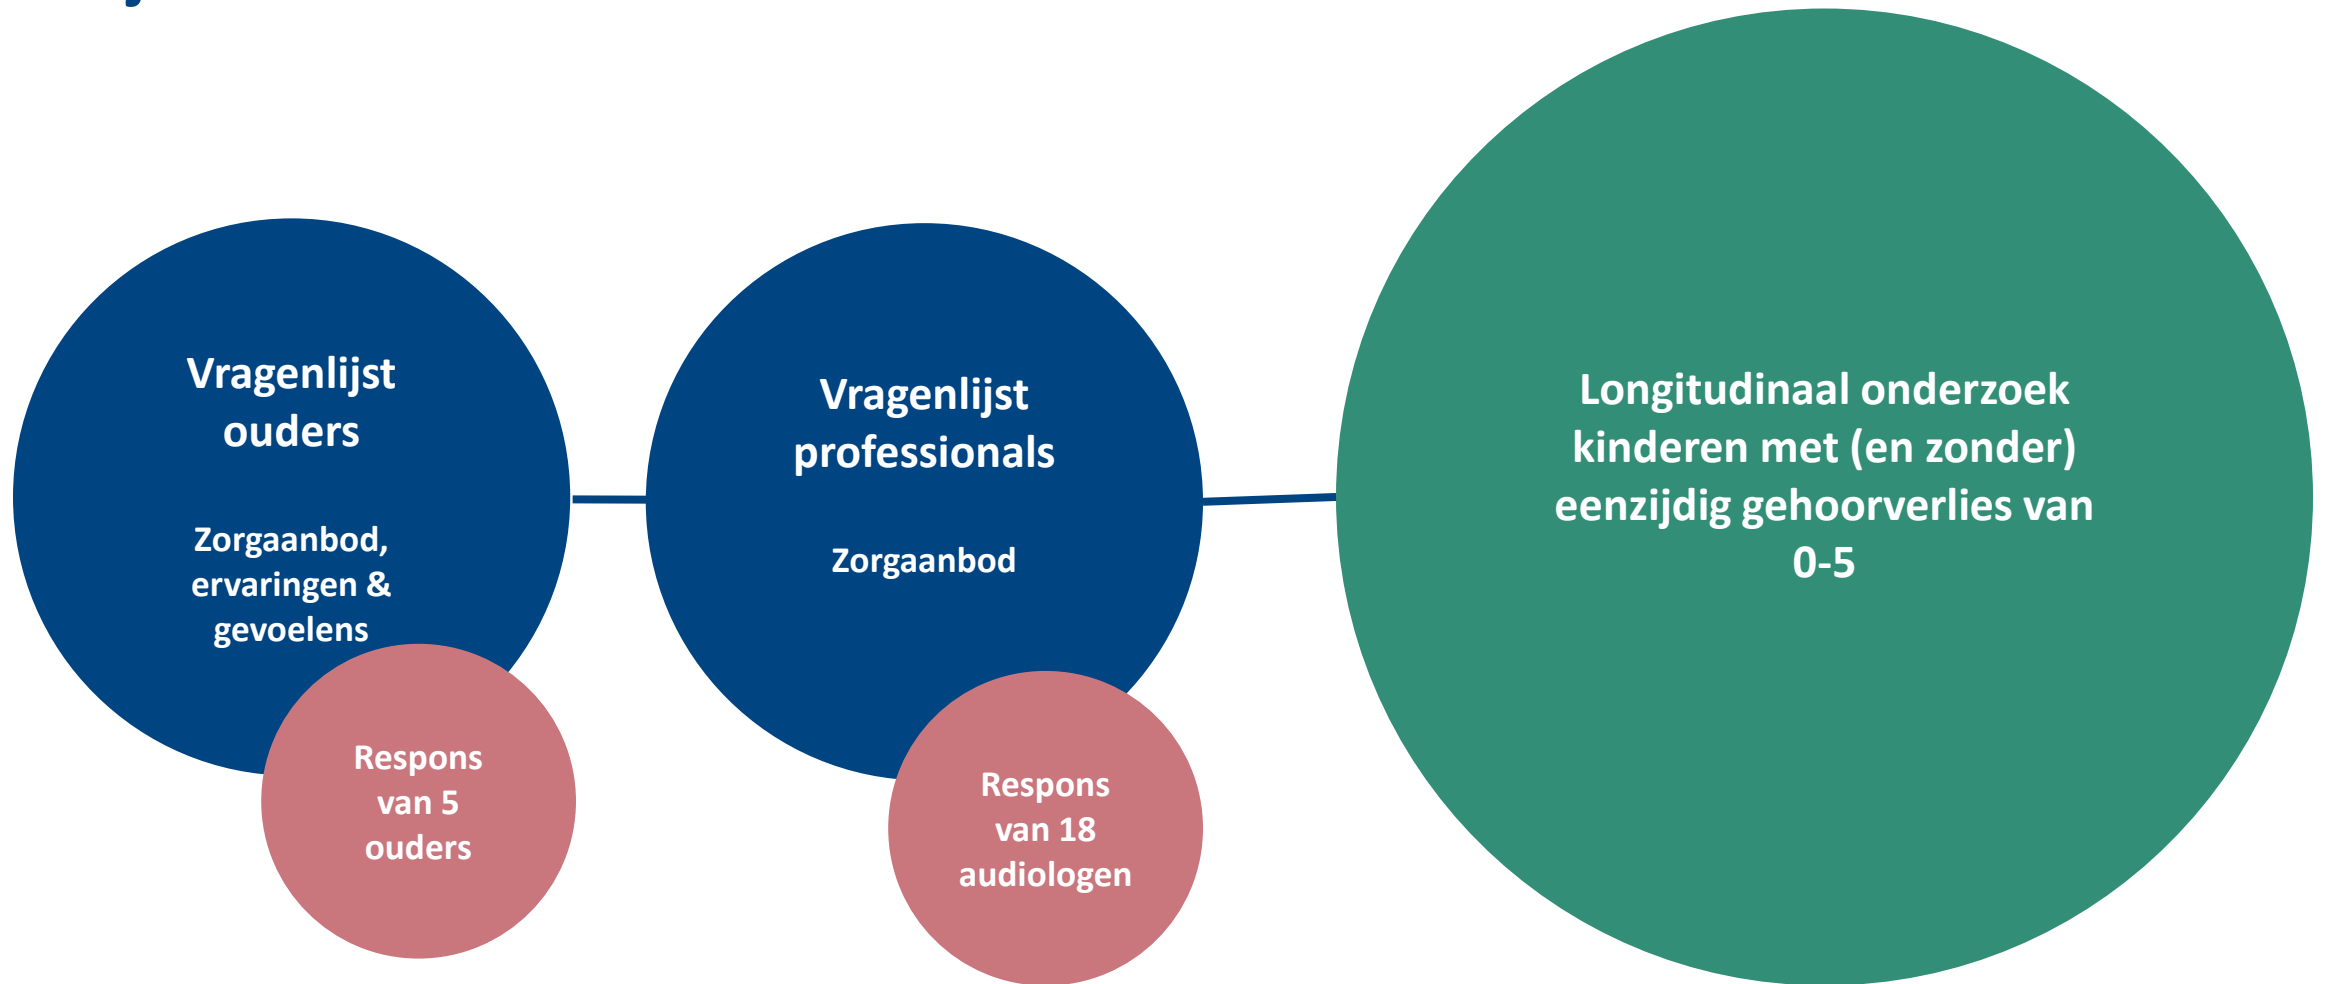 Vragenlijst
ouders
Zorgaanbod,
ervaringen &
gevoelens
Respons
van 5
ouders
Vragenlijst
professionals
Zorgaanbod
Respons
van 18
audiologen
Longitudinaal onderzoek
kinderen met (en zonder)
eenzijdig gehoorverlies van
0-5